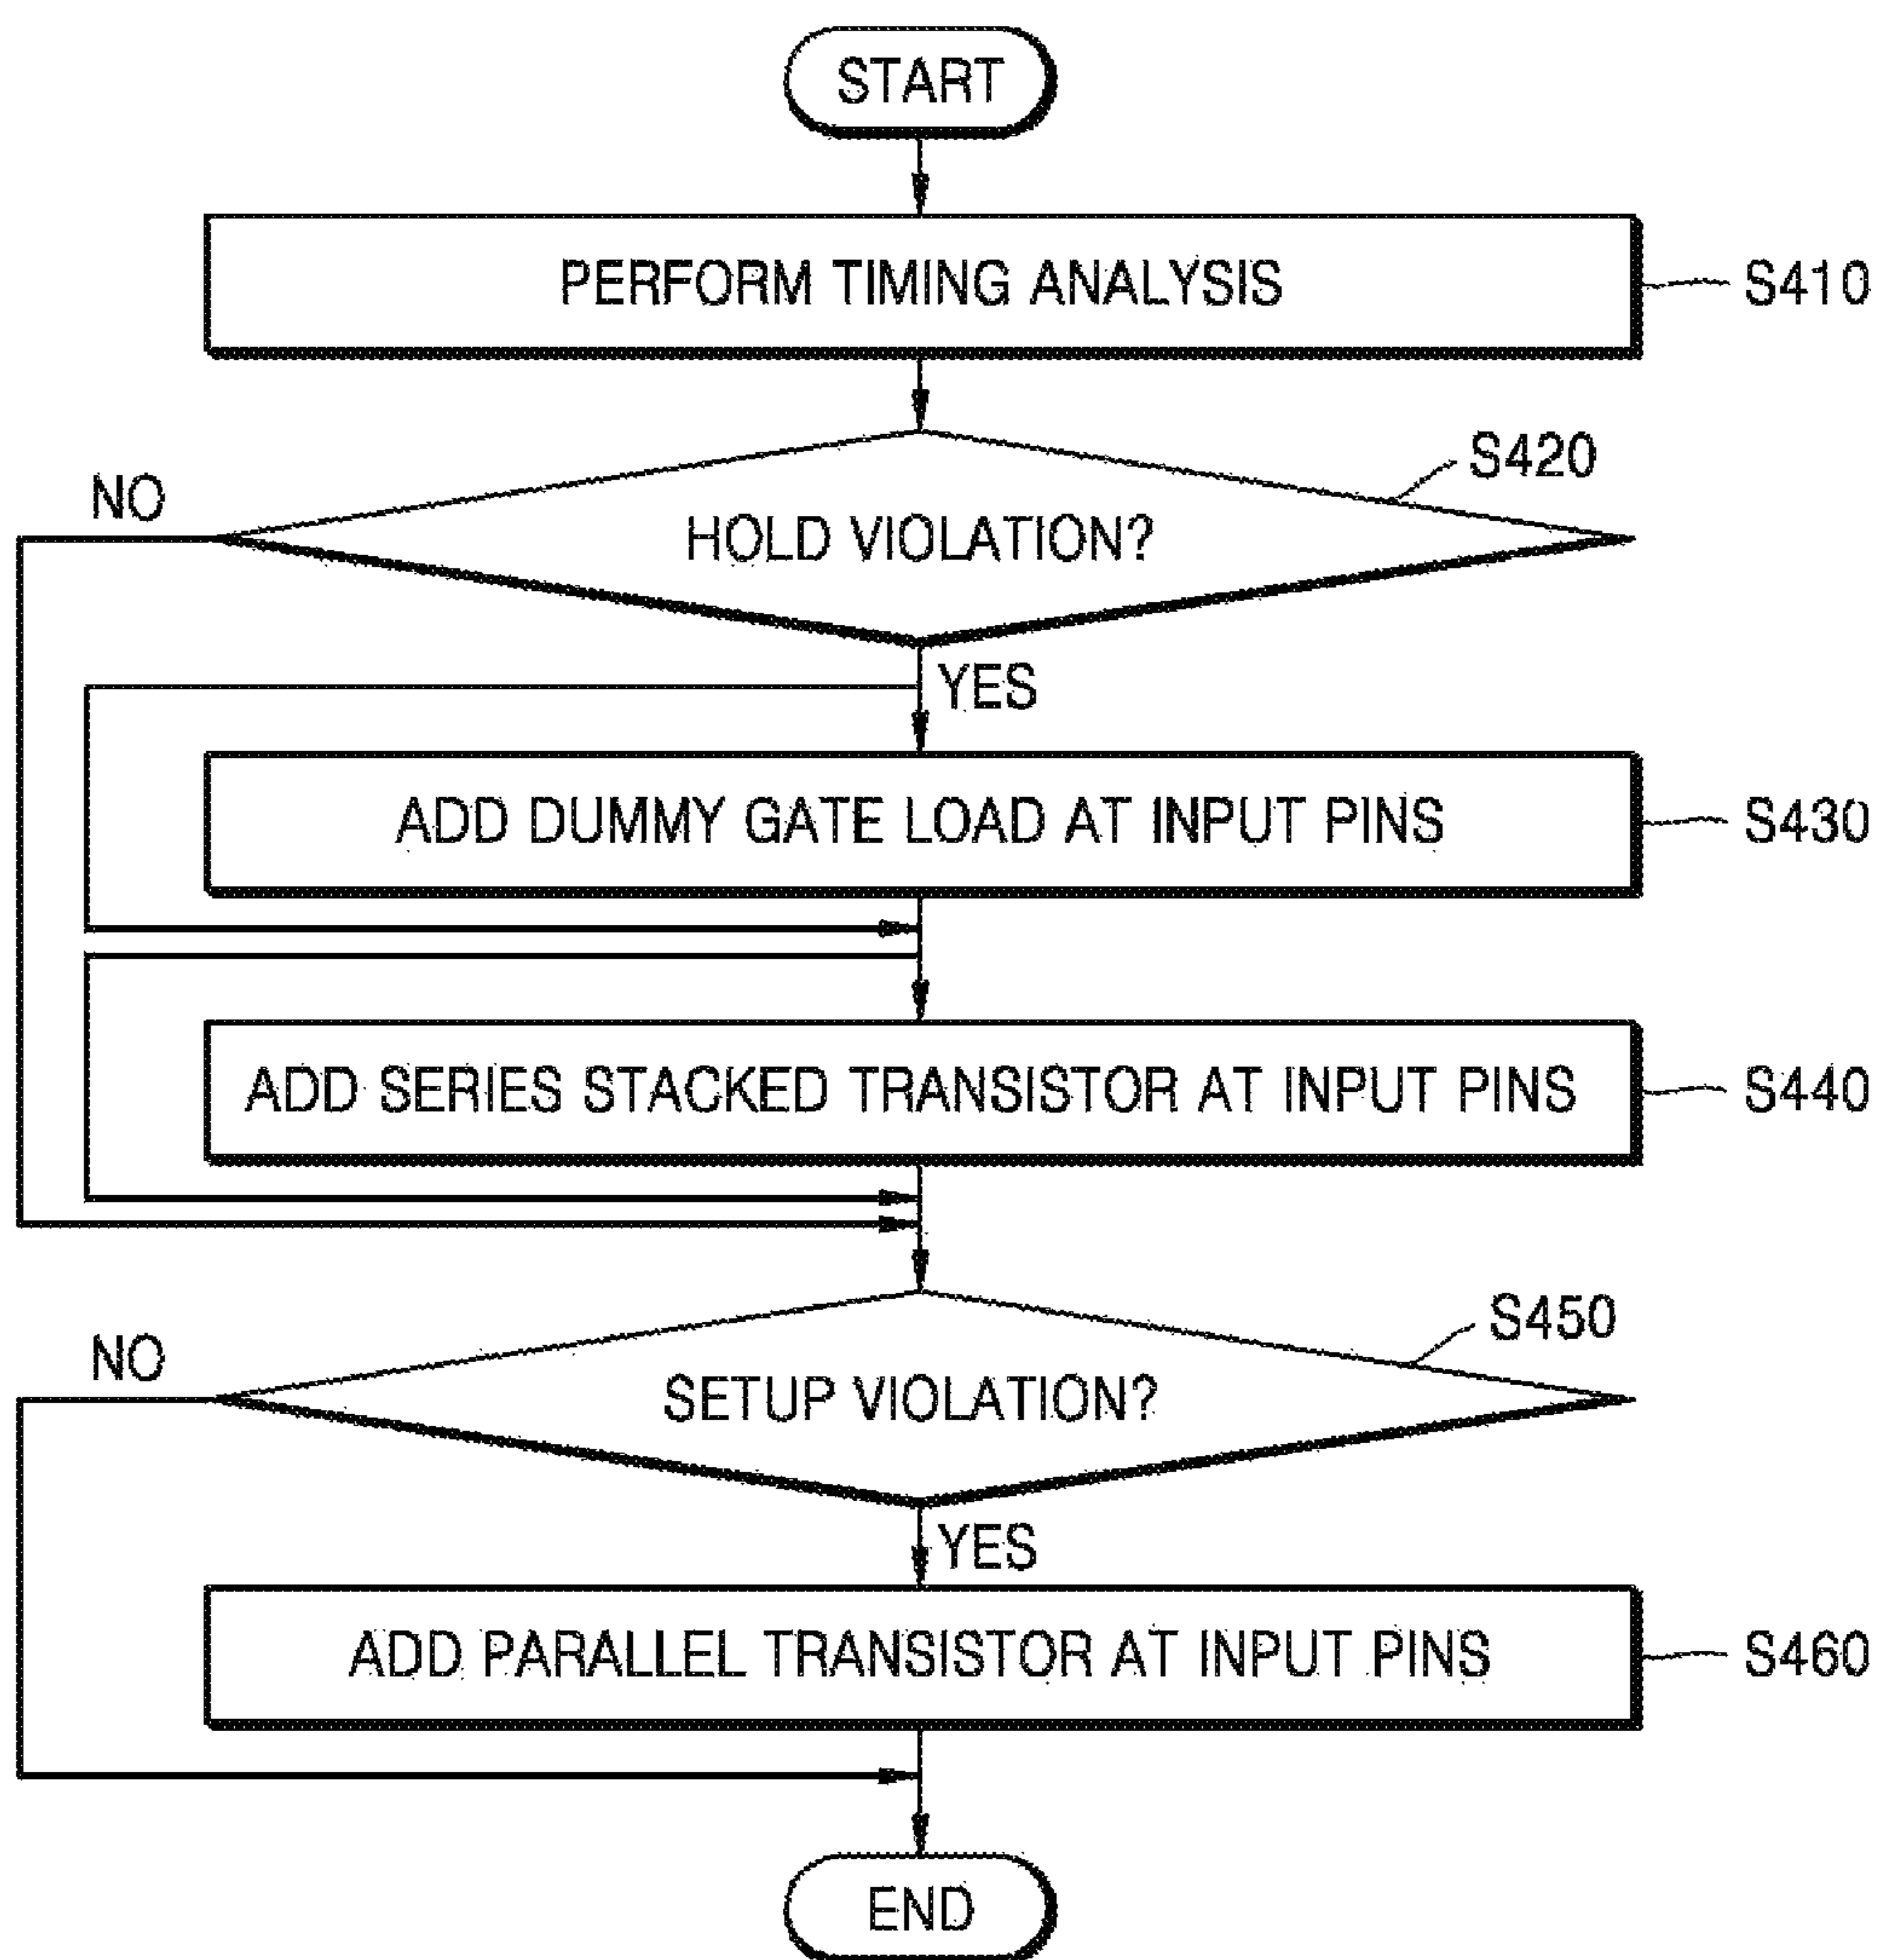 START
PERFORM TIMING ANALYSIS
S410
S420
NO
HOLD VIOLATION?
YES
ADD DUMMY GATE LOAD AT INPUT PINS
S430
ADD SERIES STACKED TRANSISTOR AT INPUT PINS
S440
S450
NO
SETUP VIOLATION?
YES
ADD PARALLEL TRANSISTOR AT INPUT PINS
S460
END